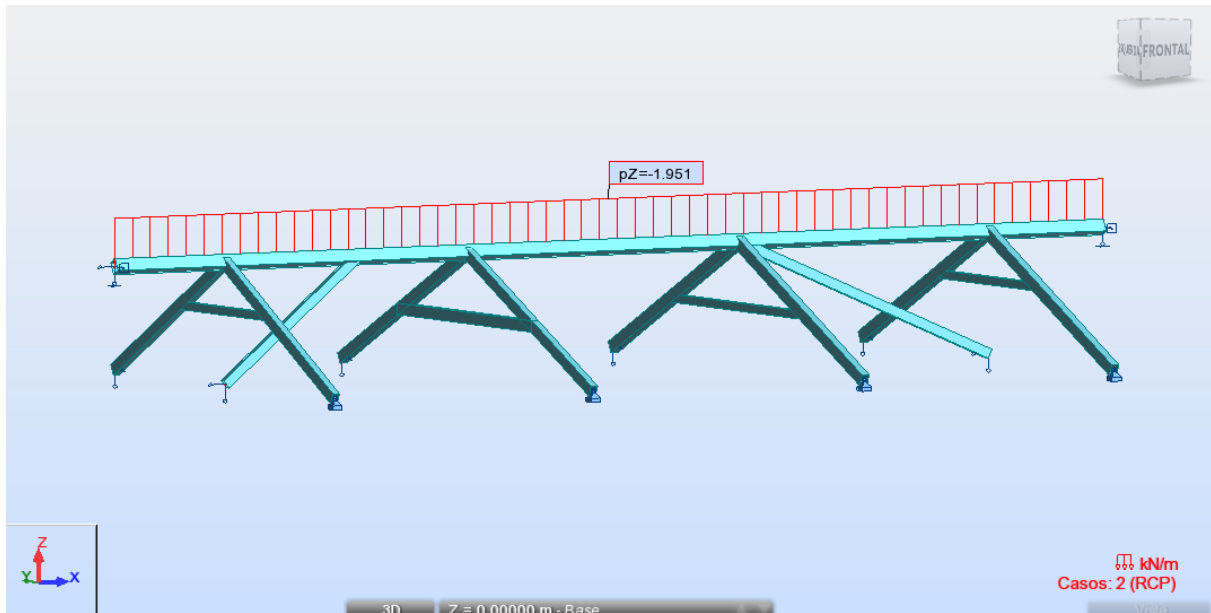 FRONTAL
pZ=-1.951
Z
Y
X
kN/m
Casos: 2 (RCP)
3D
Z = 0.00000 m - Base